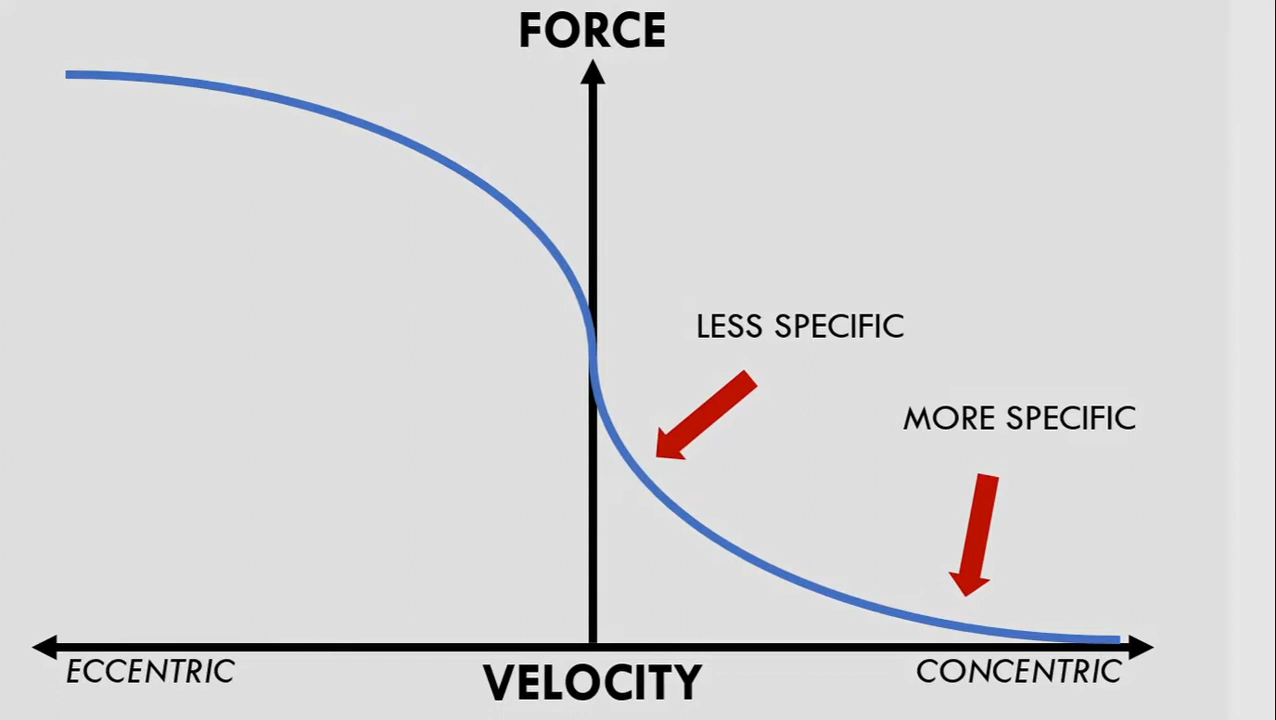 FORCE
LESS SPECIFIC
MORE SPECIFIC
ECCENTRIC
VELOCITY
CONCENTRIC